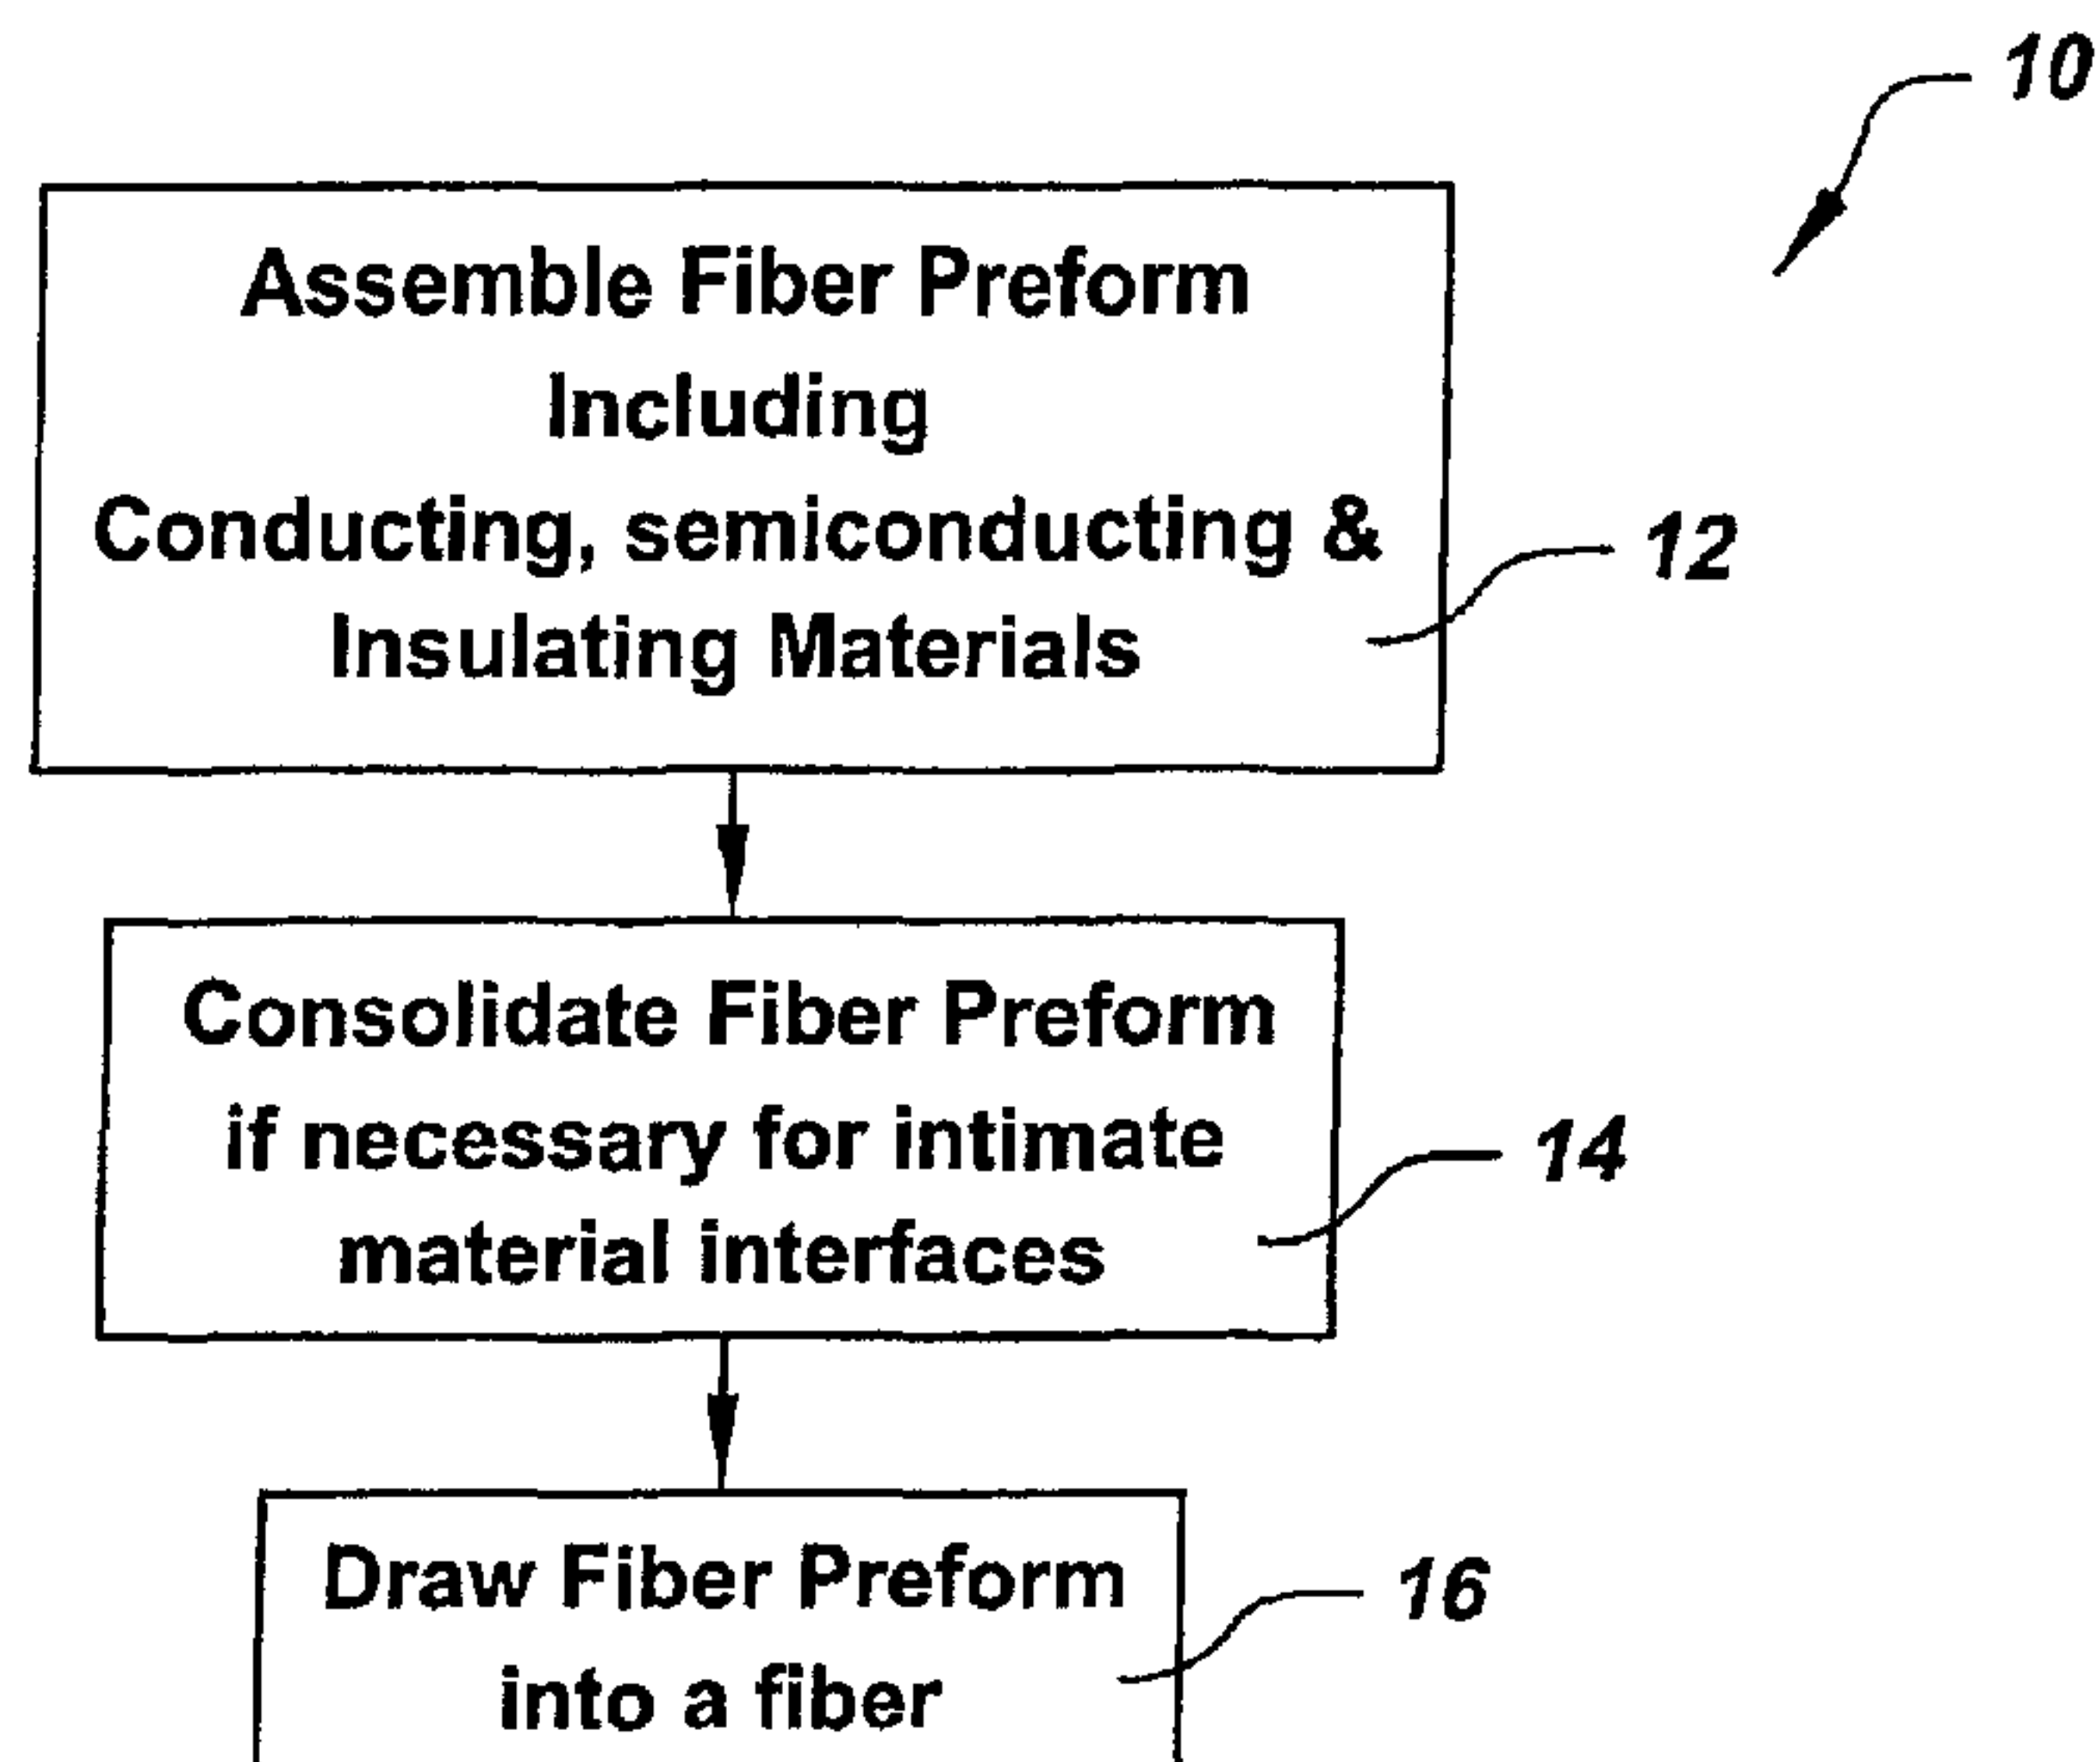 10
Assemble Fiber Preform
Including
Conducting, semiconducting &
Insulating Materials
12
Consolidate Fiber Preform
if necessary for intimate
material interfaces
14
Draw Fiber Preform
into a fiber
16